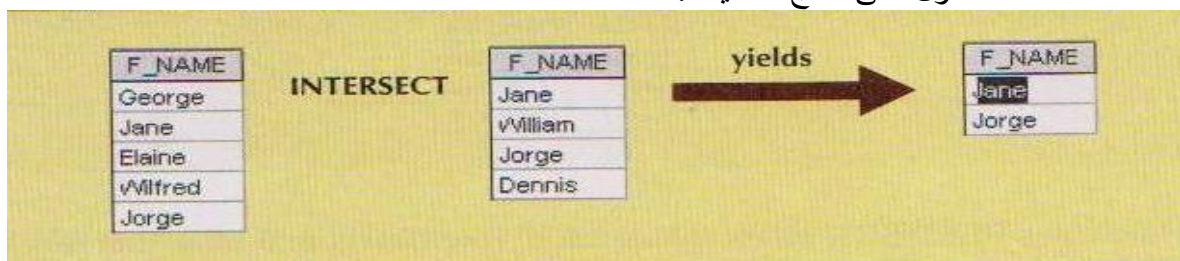 F_NAME
George
Jane
Elaine
Wilfred
Jorge
INTERSECT
F_NAME
Jane
William
Jorge
Dennis
yields
F_NAME
Jane
Jorge